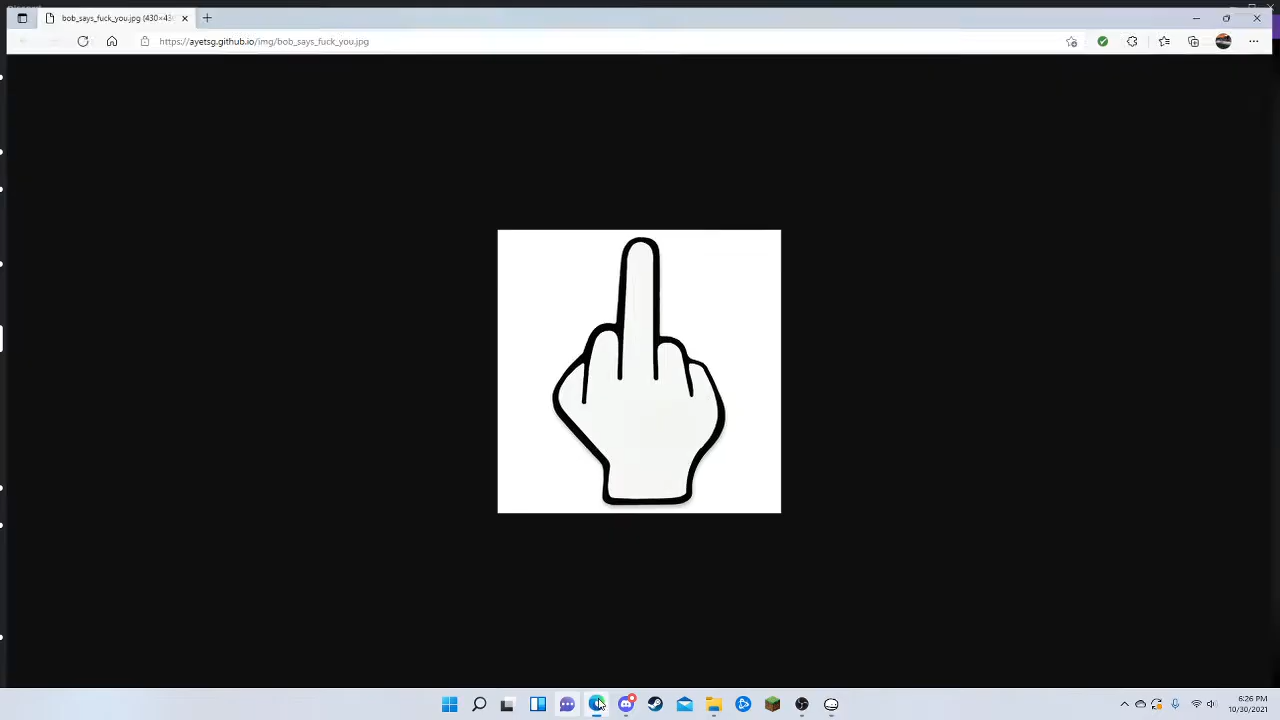 bob_says_fuck_you.jpg (430×43
https://ayetsg.github.io/img/bob_says_fuck_you.jpg
6:26 PM
10/30/2021